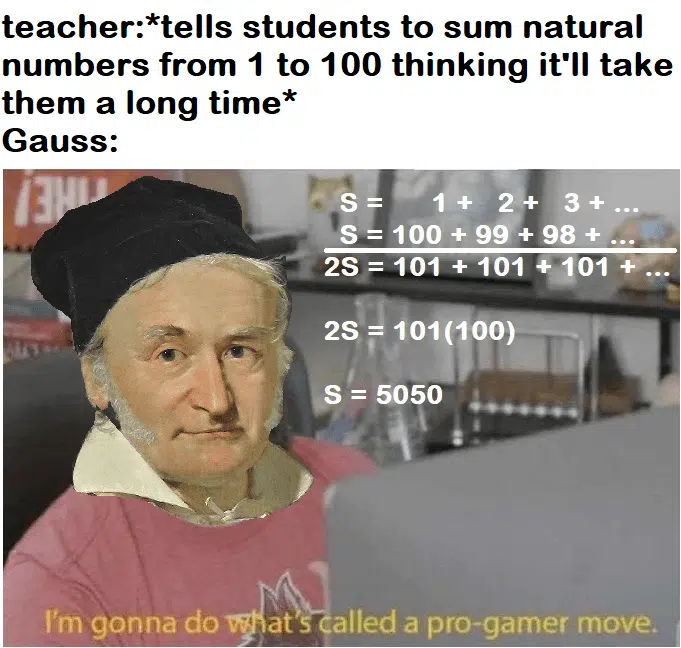 teacher:*tells students to sum natural
numbers from 1 to 100 thinking it'll take
them a long time*
Gauss:
S = 1 + 2 + 3 + ...
S = 100 + 99 + 98 + ...
2S = 101 + 101 + 101 + ...
2S = 101(100)
S = 5050
I'm gonna do what's called a pro-gamer move.